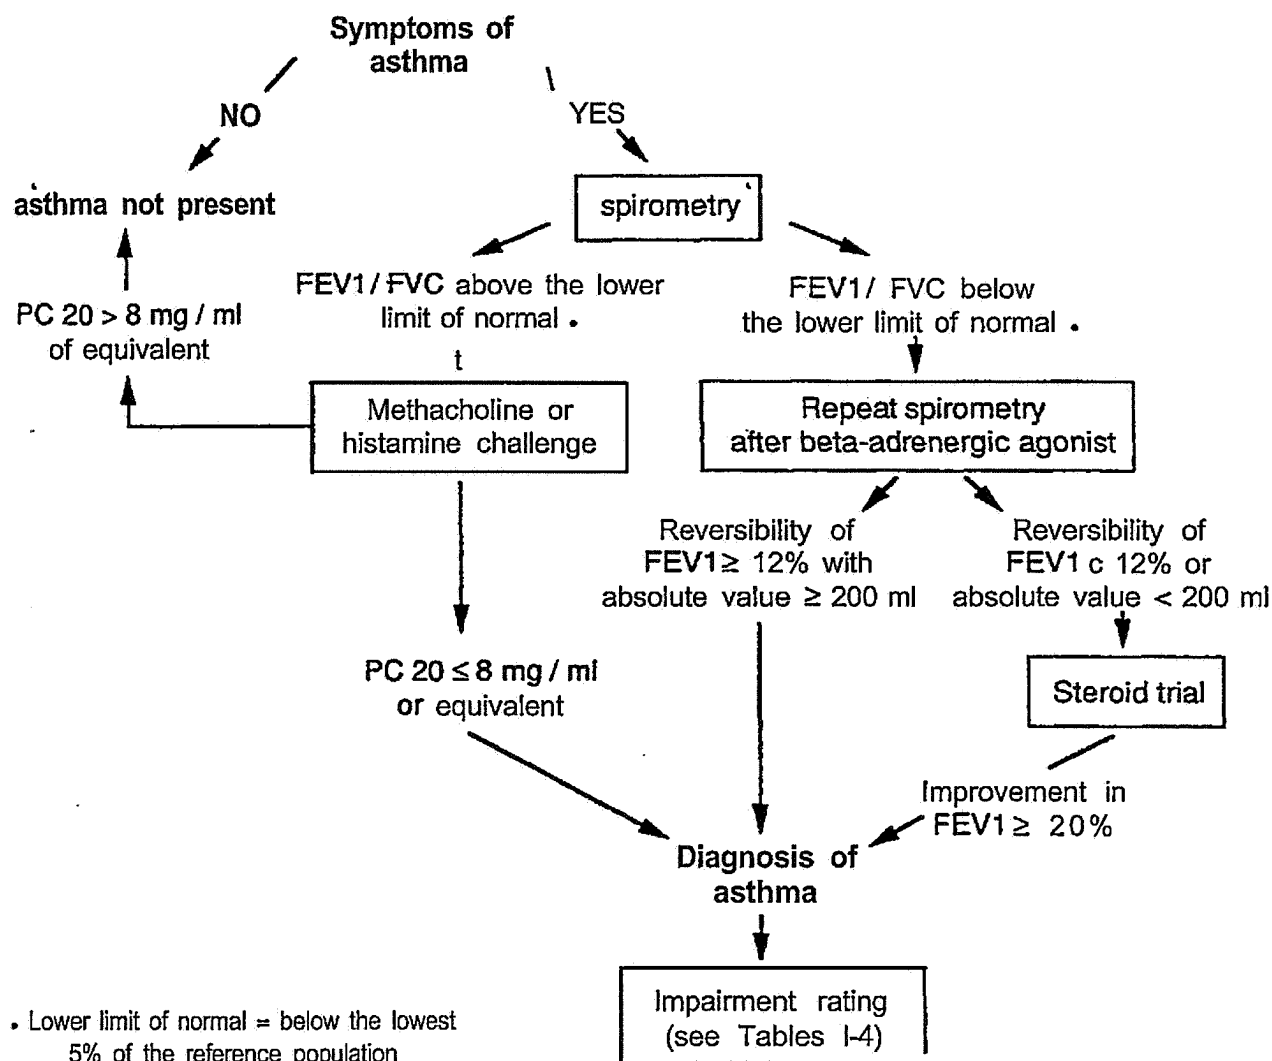 Symptoms of
asthma
NO
YES
asthma not present
spirometry
FEV1/ FVC above the lower
limit of normal •
FEV1/ FVC below
the lower limit of normal •
PC 20 > 8 mg / ml
of equivalent
t
Methacholine or
histamine challenge
Repeat spirometry
after beta-adrenergic agonist
Reversibility of
FEV1 ≥ 12% with
absolute value ≥ 200 ml
Reversibility of
FEV1 c 12% or
absolute value < 200 ml
PC 20 ≤ 8 mg / ml
or equivalent
Steroid trial
Improvement in
FEV1 ≥ 20%
Diagnosis of
asthma
Impairment rating
(see Tables I-4)
• Lower limit of normal = below the lowest
5% of the reference population